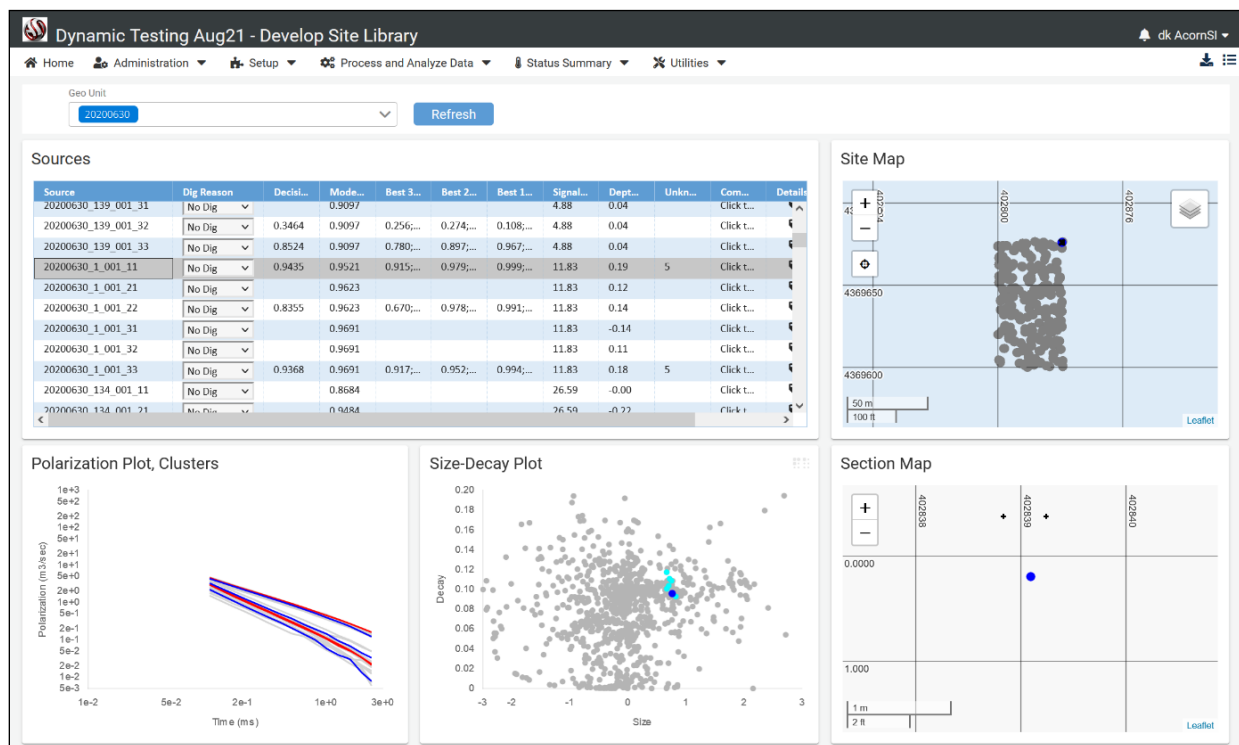 Dynamic Testing Aug21 - Develop Site Library
dk AcornSI
Home Administration Setup Process and Analyze Data Status Summary Utilities
Geo Unit
20200630
Refresh
Sources
Source Dig Reason Decisi... Mode... Best 3... Best 2... Best 1... Signal... Dept... Unkn... Com... Details
20200630_139_001_31 No Dig 0.9097 4.88 0.04
20200630_139_001_32 No Dig 0.3464 0.9097 0.256;... 0.274;... 0.108;... 4.88 0.04 Click t...
20200630_139_001_33 No Dig 0.8524 0.9097 0.780;... 0.897;... 0.967;... 4.88 0.04 Click t...
20200630_1_001_11 No Dig 0.9435 0.9521 0.915;... 0.979;... 0.999;... 11.83 0.19 5 Click t...
20200630_1_001_21 No Dig 0.9623 11.83 0.12 Click t...
20200630_1_001_22 No Dig 0.8355 0.9623 0.670;... 0.978;... 0.991;... 11.83 0.14 Click t...
20200630_1_001_31 No Dig 0.9691 11.83 -0.14 Click t...
20200630_1_001_32 No Dig 0.9691 11.83 0.11 Click t...
20200630_1_001_33 No Dig 0.9368 0.9691 0.917;... 0.952;... 0.994;... 11.83 0.18 5 Click t...
20200630_134_001_11 No Dig 0.8684 26.59 -0.00 Click t...
20200630_134_001_21 No Dig 0.9484 26.59 -0.22 Click t
Site Map
402800
402876
4369650
4369600
50 m
100 ft
Leaflet
Polarization Plot, Clusters
Polarization (m3/sec)
1e+3
5e+2
2e+2
1e+2
5e+1
2e+1
1e+1
5e+0
2e+0
1e+0
5e-1
2e-1
1e-1
5e-2
2e-2
1e-2
5e-3
1e-2 5e-2 2e-1 1e+0 3e+0
Time (ms)
Size-Decay Plot
Decay
0.20
0.18
0.16
0.14
0.12
0.10
0.08
0.06
0.04
0.02
0
-3 -2 -1 0 1 2 3
Size
Section Map
402838
402839
402840
0.0000
1.000
1 m
2 ft
Leaflet